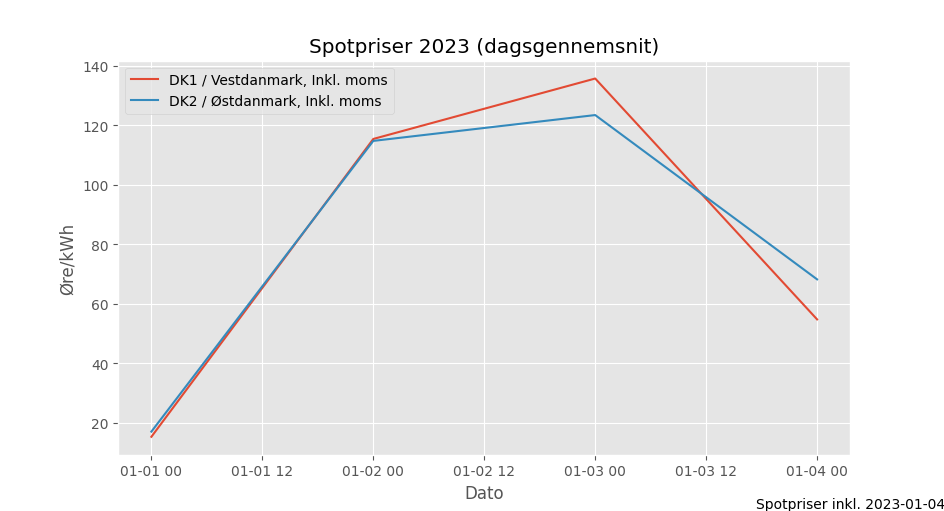 Spotpriser 2023 (dagsgennemsnit)
DK1 / Vestdanmark, Inkl. moms
DK2 / Østdanmark, Inkl. moms
140
120
100
80
60
40
20
Øre/kWh
01-01 00
01-01 12
01-02 00
01-02 12
01-03 00
01-03 12
01-04 00
Dato
Spotpriser inkl. 2023-01-04